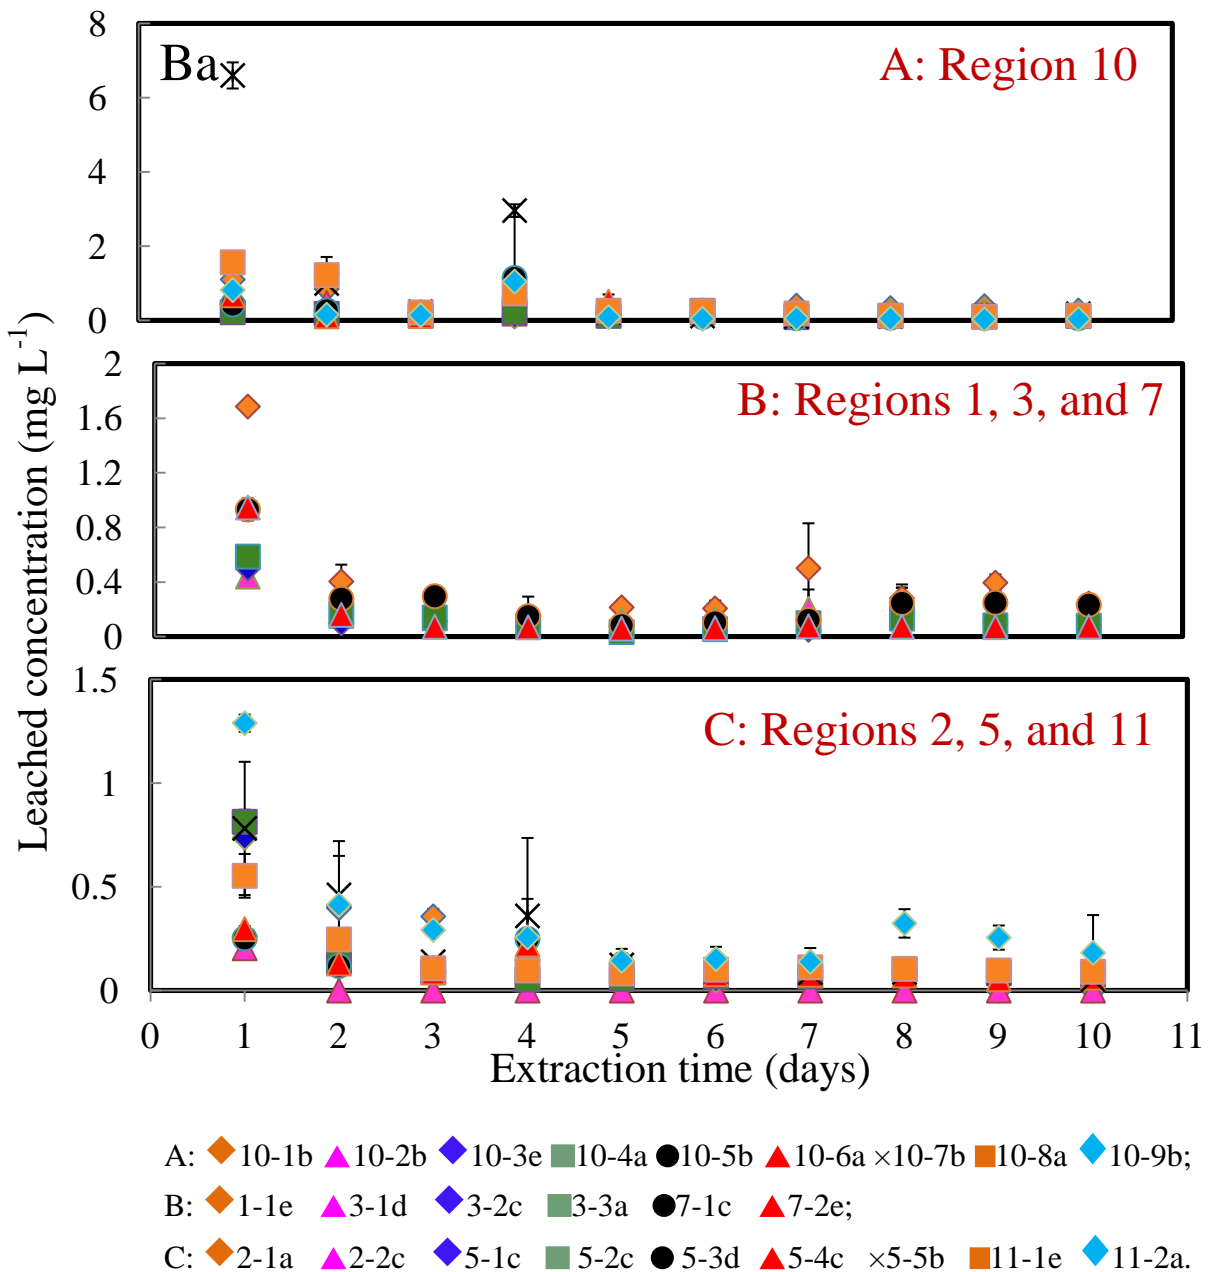 8
Ba
A: Region 10
6
4
2
0
2
B: Regions 1, 3, and 7
1.6
1.2
0.8
0.4
0
1.5
C: Regions 2, 5, and 11
1
0.5
0
Leached concentration (mg L⁻¹)
0 1 2 3 4 5 6 7 8 9 10 11
Extraction time (days)
A: 10-1b 10-2b 10-3e 10-4a 10-5b 10-6a ×10-7b 10-8a 10-9b;
B: 1-1e 3-1d 3-2c 3-3a 7-1c 7-2e;
C: 2-1a 2-2c 5-1c 5-2c 5-3d 5-4c ×5-5b 11-1e 11-2a.